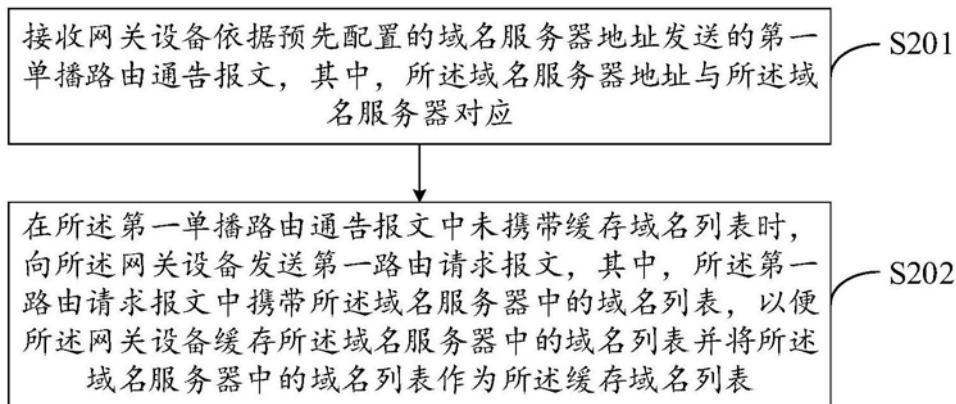 接收网关设备依据预先配置的域名服务器地址发送的第一
单播路由通告报文，其中，所述域名服务器地址与所述域
名服务器对应
S201
在所述第一单播路由通告报文中未携带缓存域名列表时，
向所述网关设备发送第一路由请求报文，其中，所述第一
路由请求报文中携带所述域名服务器中的域名列表，以便
所述网关设备缓存所述域名服务器中的域名列表并将所述
域名服务器中的域名列表作为所述缓存域名列表
S202